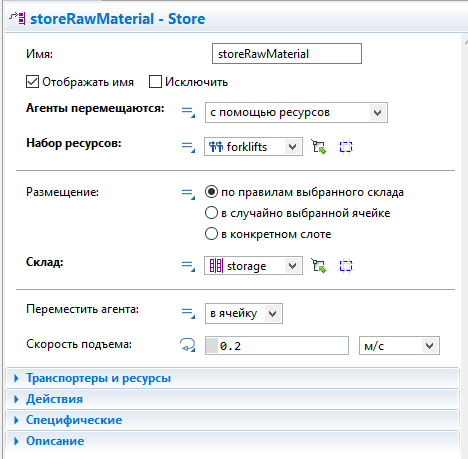 storeRawMaterial - Store
Имя: storeRawMaterial
Отображать имя Исключить
Агенты перемещаются: с помощью ресурсов
Набор ресурсов: forklifts
Размещение: по правилам выбранного склада
в случайно выбранной ячейке
в конкретном слоте
Склад: storage
Переместить агента: в ячейку
Скорость подъема: 0.2 м/с
Транспортеры и ресурсы
Действия
Специфические
Описание